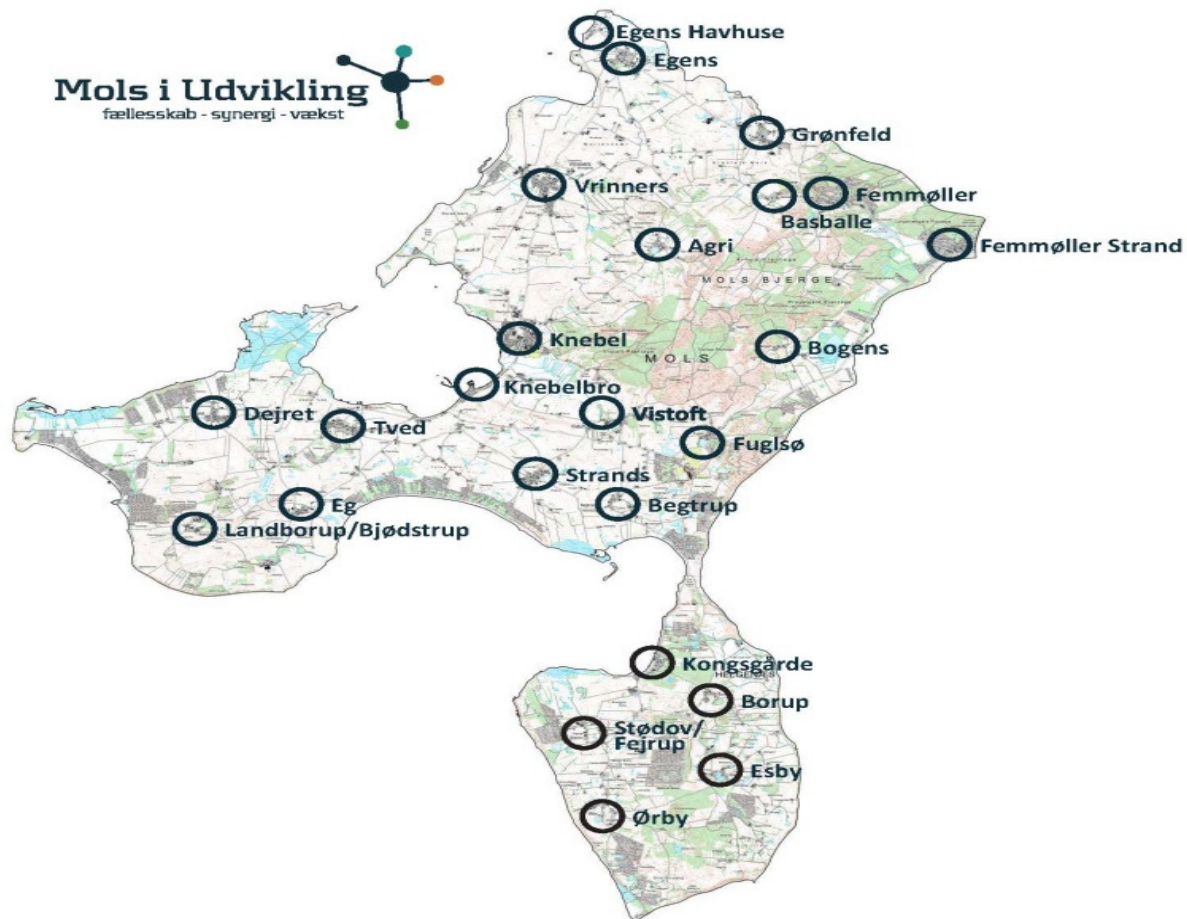 Egens Havhuse
Egens
Mols i Udvikling
fællesskab - synergi - vækst
Grønfeld
Vrinners
Femmøller
Basballe
Agri
Femmøller Strand
MOLS BJERGE
Knebel
Bogens
MOLS
Knebelbro
Dejret
Vistoft
Tved
Fuglsø
Strands
Eg
Begtrup
Landborup/Bjødstrup
Kongsgårde
HELGENÆS
Borup
Stødov/
Fejrup
Esby
Ørby